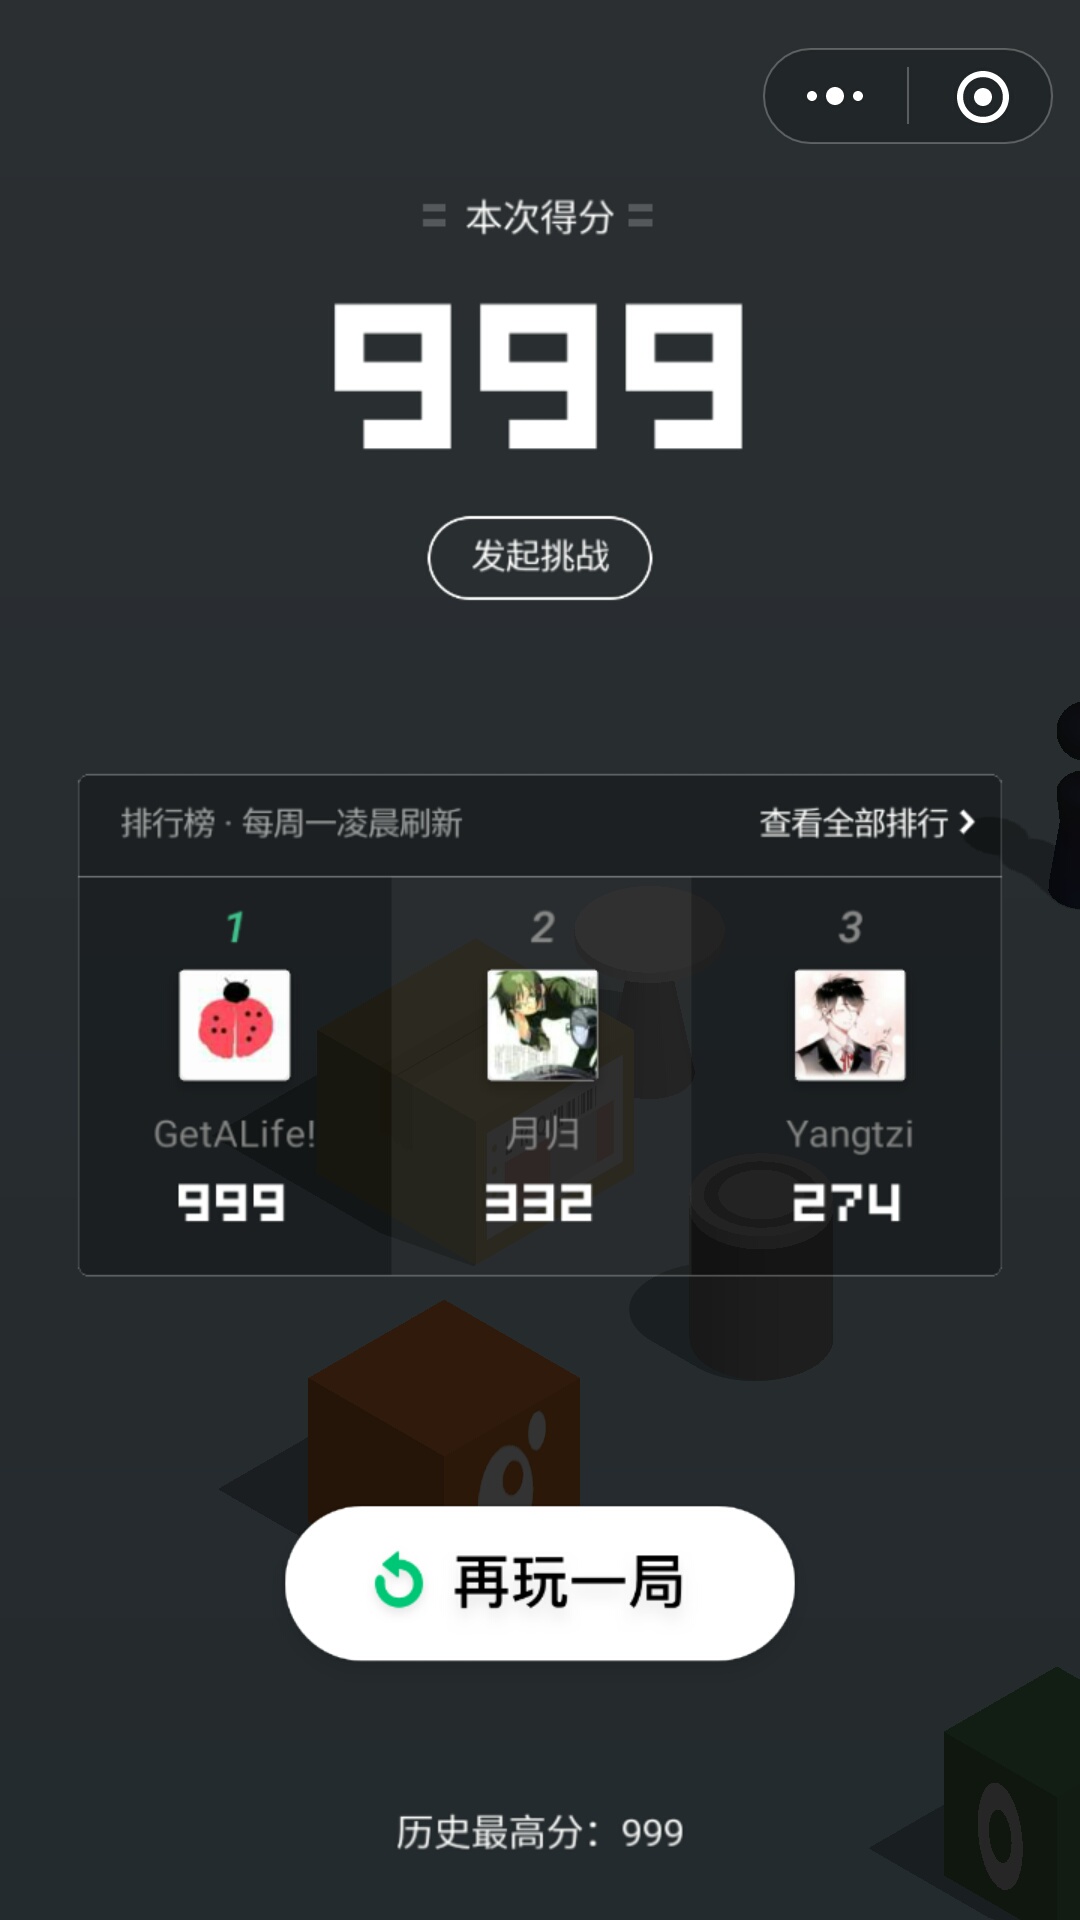 本次得分
999
发起挑战
排行榜 · 每周一凌晨刷新
查看全部排行
1 2 3
GetALife! 月归 Yangtzi
999 332 274
再玩一局
历史最高分：999